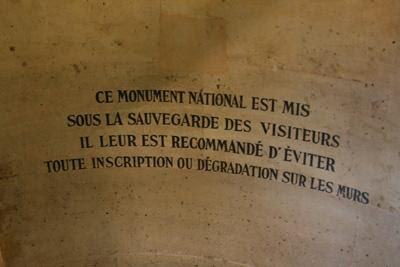 CE MONUMENT NATIONAL EST MIS
SOUS LA SAUVEGARDE DES VISITEURS
IL LEUR EST RECOMMANDÉ D'ÉVITER
TOUTE INSCRIPTION OU DÉGRADATION SUR LES MURS